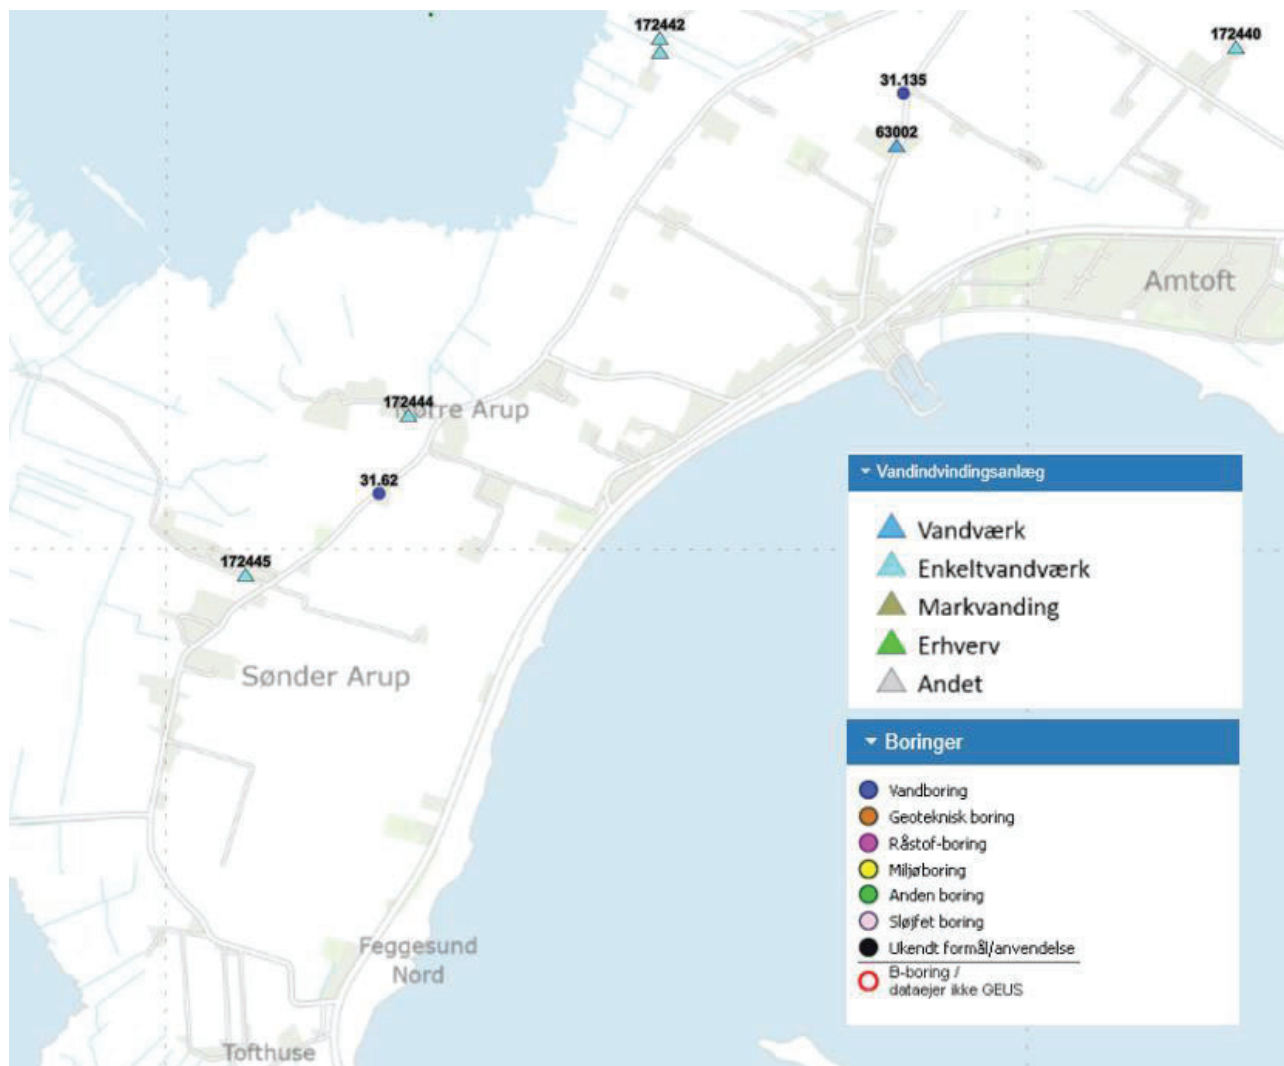 172442
172440
31.135
63002
Amtoft
172444
Nørre Arup
31.62
172445
Sønder Arup
Feggesund
Nord
Tofthuse
Vandindvindingsanlæg
Vandværk
Enkeltvandværk
Markvanding
Erhverv
Andet
Boringer
Vandboring
Geoteknisk boring
Råstof-boring
Miljøboring
Anden boring
Sløjfet boring
Ukendt formål/anvendelse
B-boring /
dataejer ikke GEUS